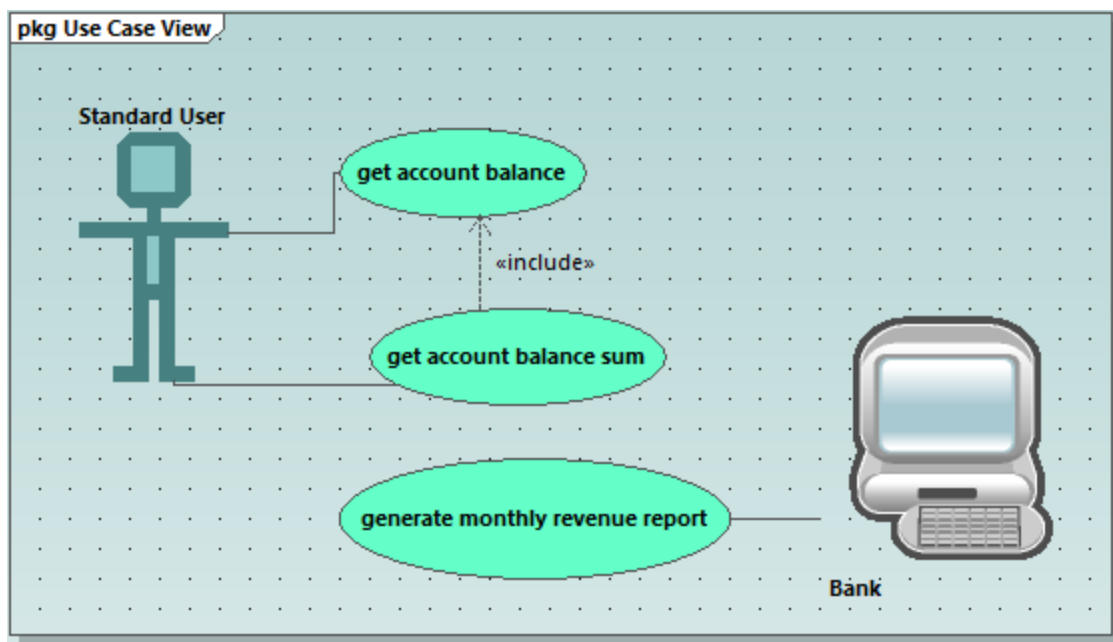 pkg Use Case View
Standard User
get account balance
«include»
get account balance sum
generate monthly revenue report
Bank